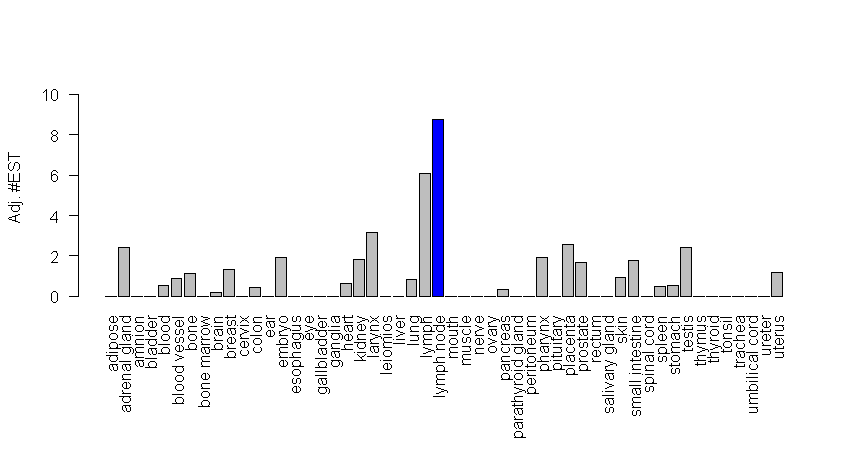 10
8
6
4
2
0
Adj. #EST
adipose
adrenal gland
amnion
bladder
blood
blood vessel
bone
bone marrow
brain
breast
cervix
colon
ear
embryo
esophagus
eye
gallbladder
ganglia
heart
kidney
larynx
leiomios
liver
lung
lymph
lymph node
mouth
muscle
nerve
ovary
pancreas
parathyroid gland
peritoneum
pharynx
pituitary
placenta
prostate
rectum
salivary gland
skin
small intestine
spinal cord
spleen
stomach
testis
thymus
thyroid
tonsil
trachea
umbilical cord
ureter
uterus